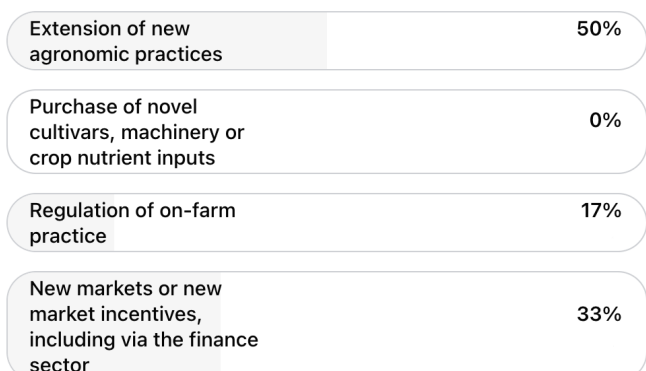 Extension of new
agronomic practices
50%
Purchase of novel
cultivars, machinery or
crop nutrient inputs
0%
Regulation of on-farm
practice
17%
New markets or new
market incentives,
including via the finance
sector
33%